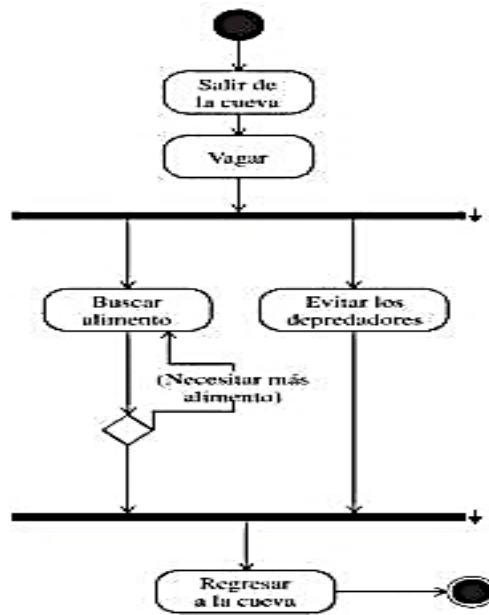 Salir de
la cueva
Vagar
Buscar
alimento
Evitar los
depredadores
(Necesitar más
alimento)
Regresar
a la cueva